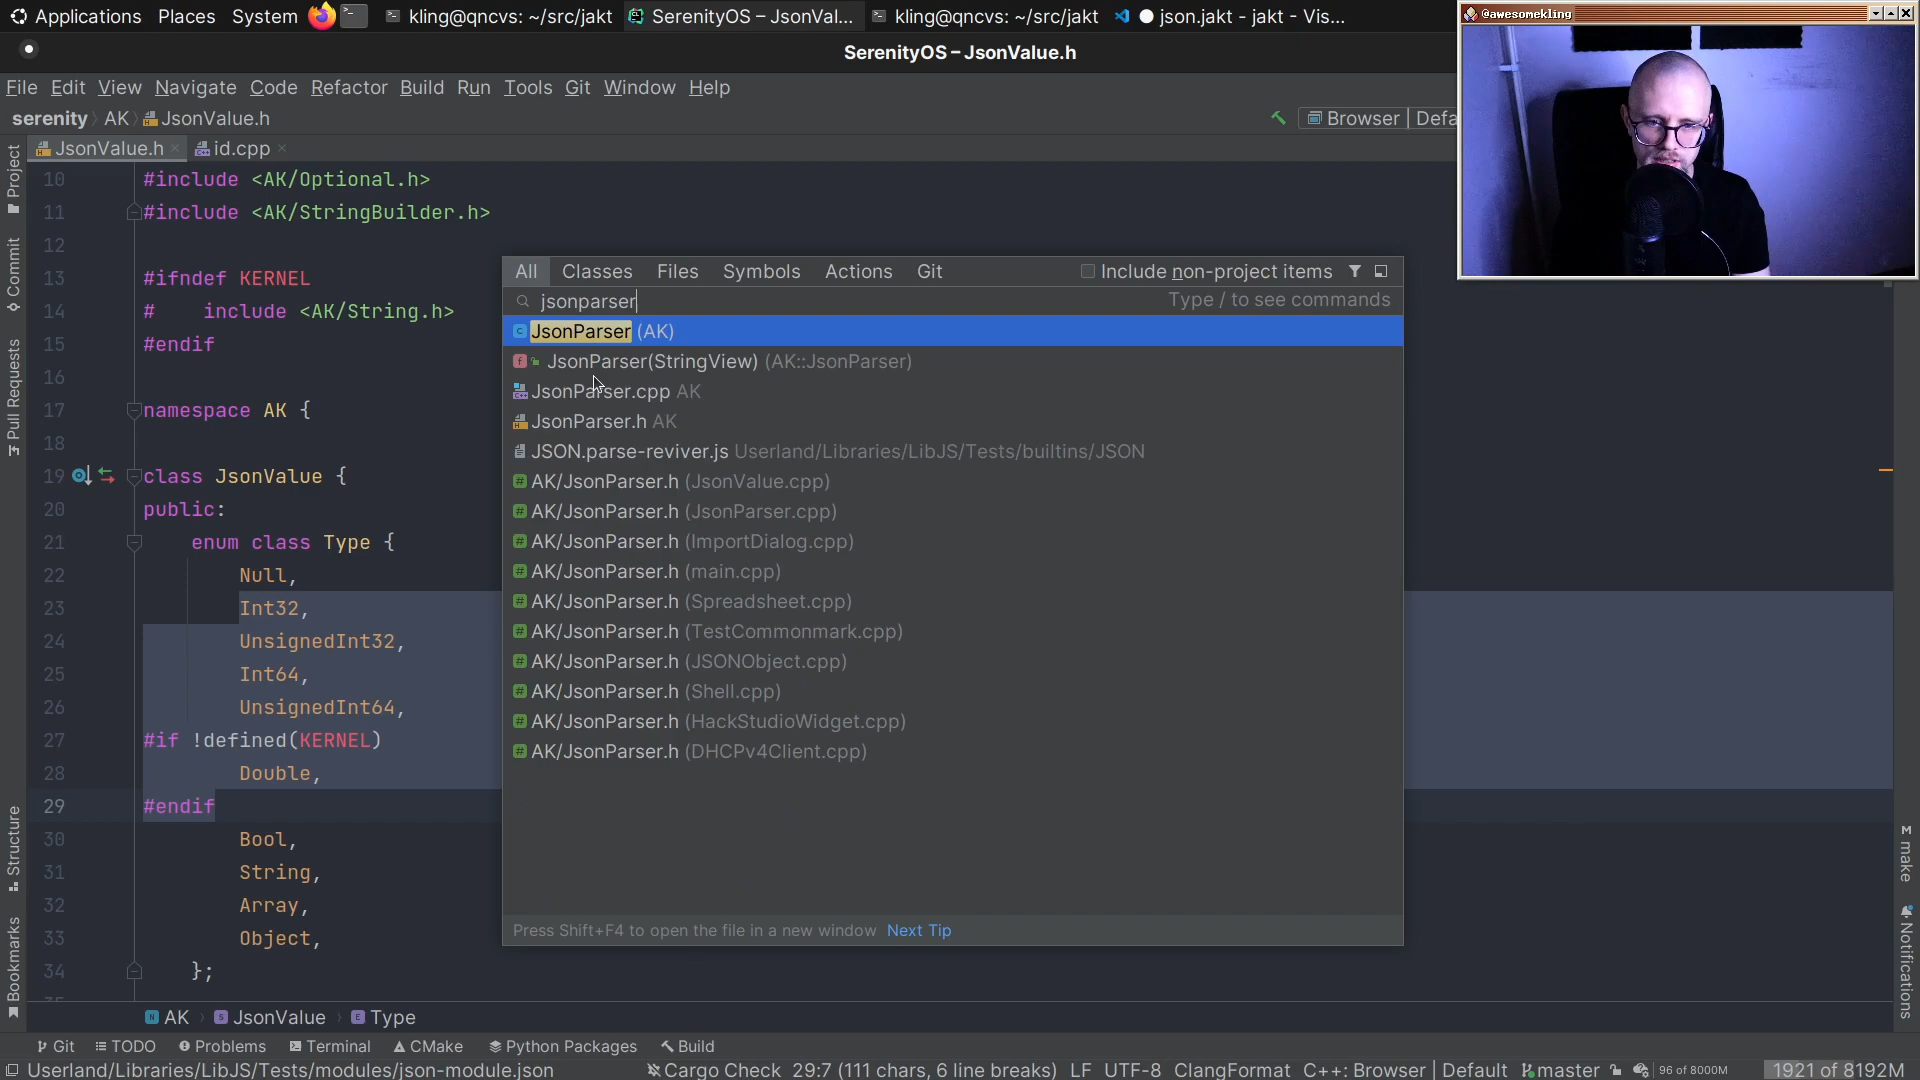 Applications Places System kling@qncvs: ~/src/jakt SerenityOS – JsonVal... kling@qncvs: ~/src/jakt json.jakt - jakt - Vis...
@awesomekling
SerenityOS – JsonValue.h
File Edit View Navigate Code Refactor Build Run Tools Git Window Help
serenity AK JsonValue.h Browser | Defa
JsonValue.h id.cpp
Project
Commit
Pull Requests
Structure
Bookmarks
10 #include <AK/Optional.h>
11 #include <AK/StringBuilder.h>
12
13 #ifndef KERNEL
14 # include <AK/String.h>
15 #endif
16
17 namespace AK {
18
19 class JsonValue {
20 public:
21 enum class Type {
22 Null,
23 Int32,
24 UnsignedInt32,
25 Int64,
26 UnsignedInt64,
27 #if !defined(KERNEL)
28 Double,
29 #endif
30 Bool,
31 String,
32 Array,
33 Object,
34 };
All Classes Files Symbols Actions Git Include non-project items
jsonparser Type / to see commands
JsonParser (AK)
JsonParser(StringView) (AK::JsonParser)
JsonParser.cpp AK
JsonParser.h AK
JSON.parse-reviver.js Userland/Libraries/LibJS/Tests/builtins/JSON
AK/JsonParser.h (JsonValue.cpp)
AK/JsonParser.h (JsonParser.cpp)
AK/JsonParser.h (ImportDialog.cpp)
AK/JsonParser.h (main.cpp)
AK/JsonParser.h (Spreadsheet.cpp)
AK/JsonParser.h (TestCommonmark.cpp)
AK/JsonParser.h (JSONObject.cpp)
AK/JsonParser.h (Shell.cpp)
AK/JsonParser.h (HackStudioWidget.cpp)
AK/JsonParser.h (DHCPv4Client.cpp)
Press Shift+F4 to open the file in a new window Next Tip
make
Notifications
AK JsonValue Type
Git TODO Problems Terminal CMake Python Packages Build
Userland/Libraries/LibJS/Tests/modules/json-module.json Cargo Check 29:7 (111 chars, 6 line breaks) LF UTF-8 ClangFormat C++: Browser | Default master 96 of 8000M 1921 of 8192M